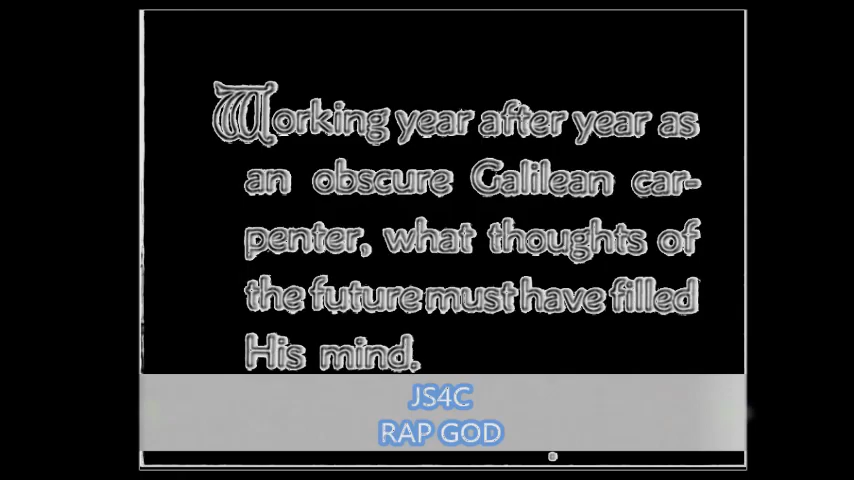 Working year after year as
an obscure Galilean car-
penter, what thoughts of
the future must have filled
His mind.
JS4C
RAP GOD